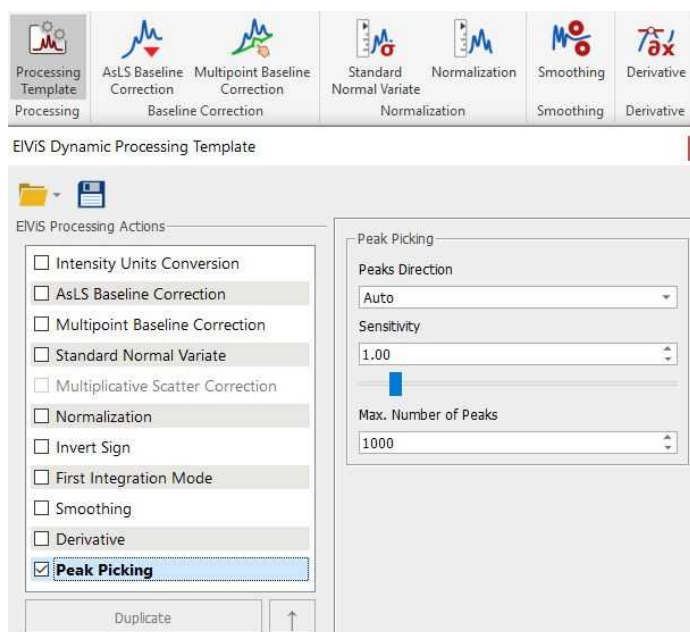 Processing Template
AsLS Baseline Correction
Multipoint Baseline Correction
Standard Normal Variate
Normalization
Smoothing
Derivative
Processing
Baseline Correction
Normalization
Smoothing
Derivative
ElViS Dynamic Processing Template
ElViS Processing Actions
Intensity Units Conversion
AsLS Baseline Correction
Multipoint Baseline Correction
Standard Normal Variate
Multiplicative Scatter Correction
Normalization
Invert Sign
First Integration Mode
Smoothing
Derivative
Peak Picking
Duplicate
Peak Picking
Peaks Direction
Auto
Sensitivity
1.00
Max. Number of Peaks
1000